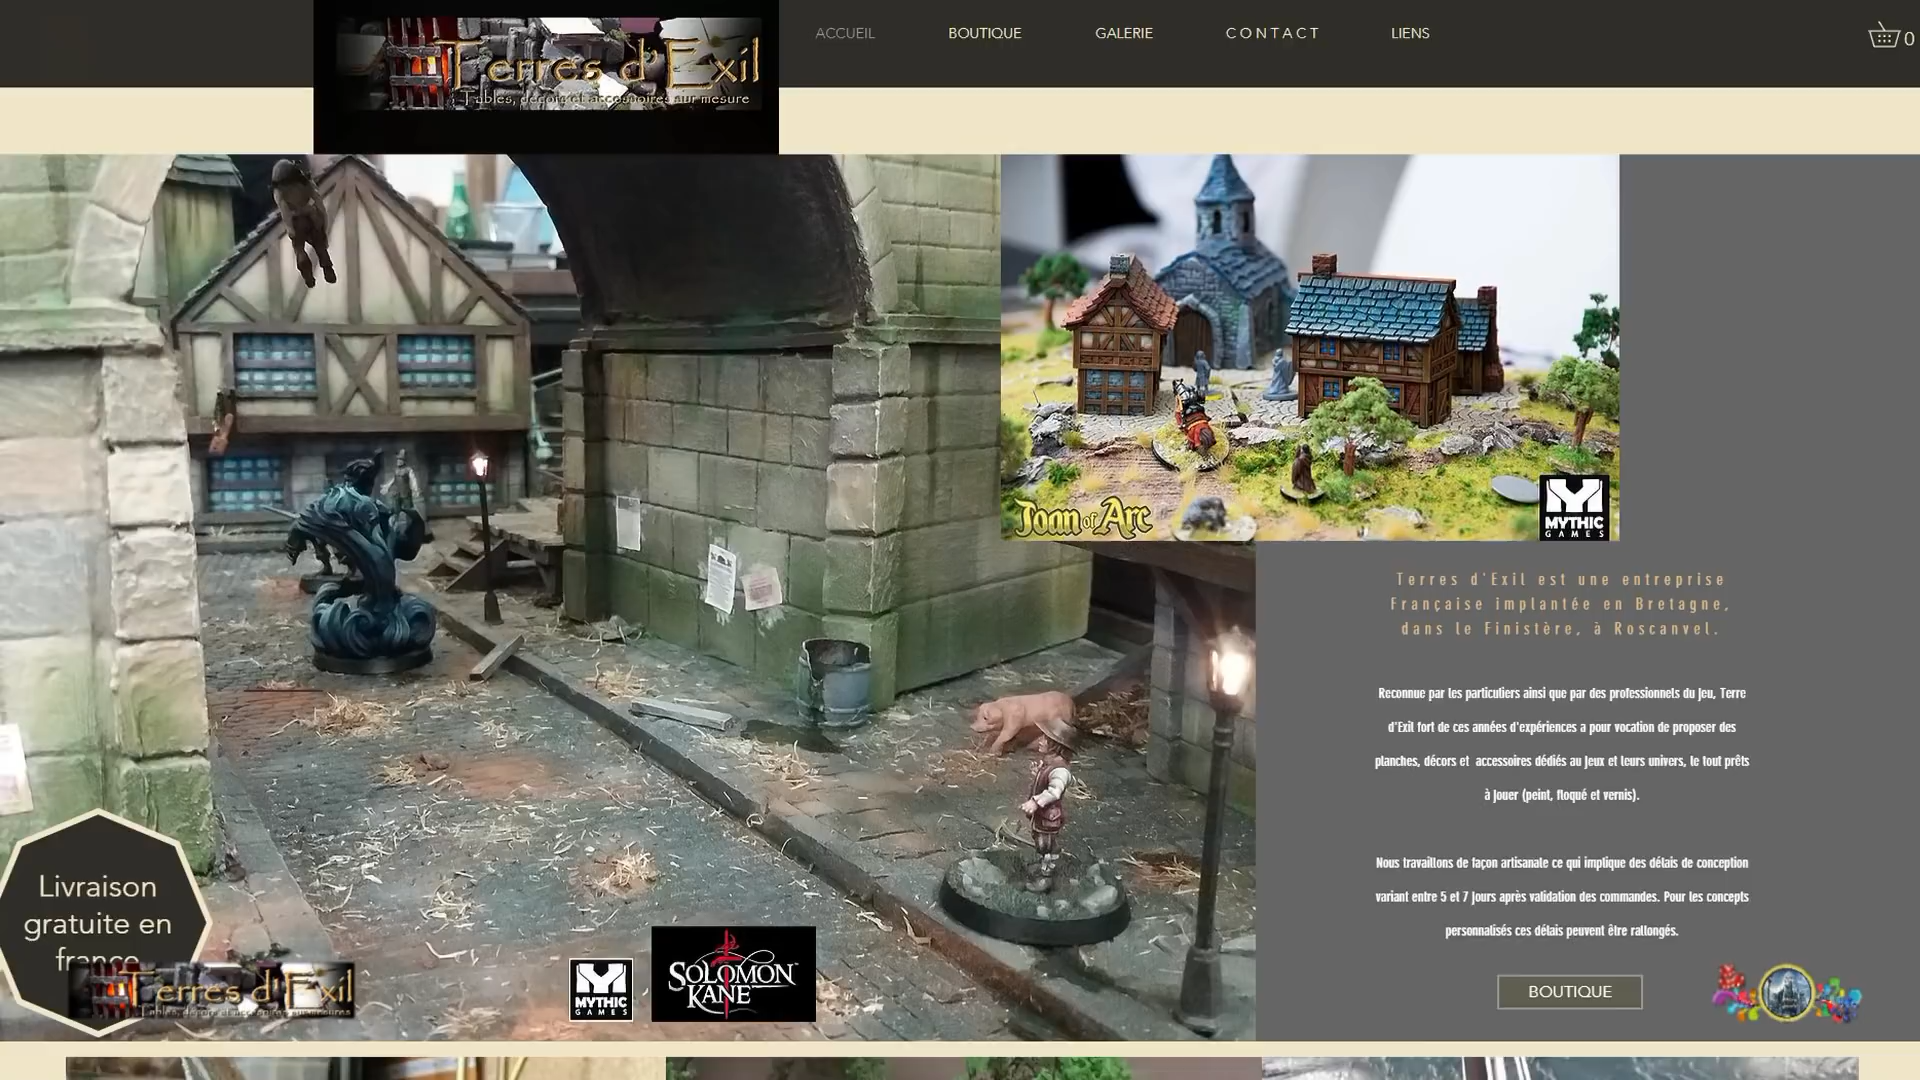 Terres d'Exil
Tables, décors et accessoires sur mesure
ACCUEIL
BOUTIQUE
GALERIE
CONTACT
LIENS
0
Joan of Arc
MYTHIC
GAMES
Terres d'Exil est une entreprise
Française implantée en Bretagne,
dans le Finistère, à Roscanvel.
Reconnue par les particuliers ainsi que par des professionnels du Jeu, Terre
d'Exil fort de ces années d'expériences a pour vocation de proposer des
planches, décors et accessoires dédiés au Jeux et leurs univers, le tout prêts
à Jouer (peint, floqué et vernis).
Nous travaillons de façon artisanale ce qui implique des délais de conception
variant entre 5 et 7 Jours après validation des commandes. Pour les concepts
personnalisés ces délais peuvent être rallongés.
BOUTIQUE
Livraison
gratuite en
france
Terres d'Exil
Tables, décors et accessoires sur mesures
MYTHIC
GAMES
SOLOMON
KANE